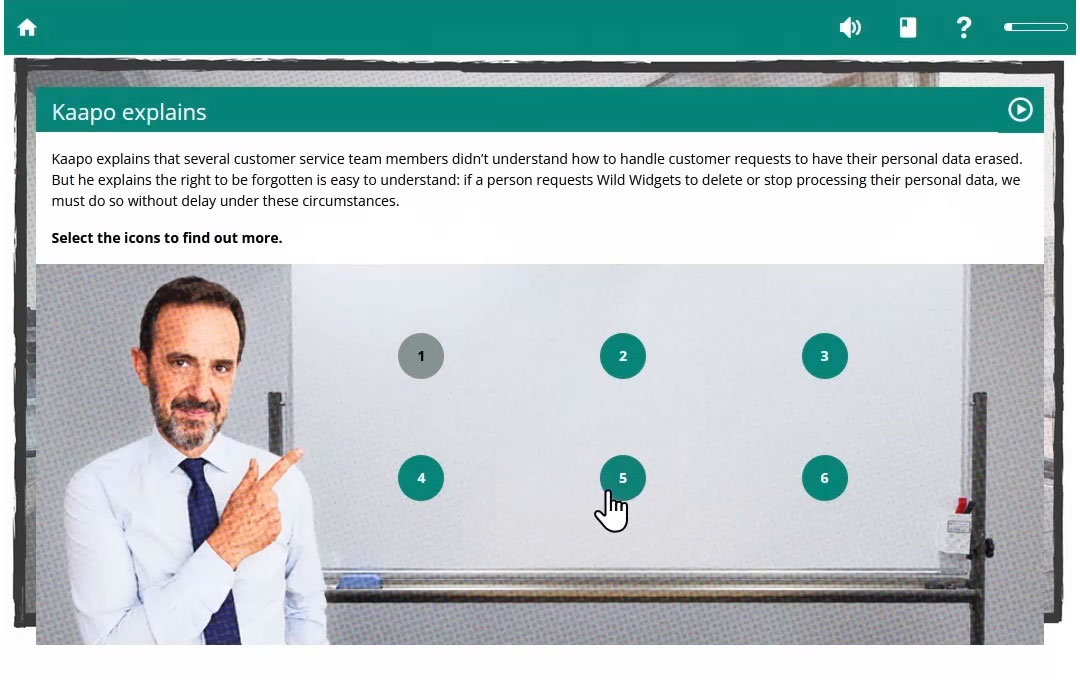 Kaapo explains
Kaapo explains that several customer service team members didn’t understand how to handle customer requests to have their personal data erased.
But he explains the right to be forgotten is easy to understand: if a person requests Wild Widgets to delete or stop processing their personal data, we
must do so without delay under these circumstances.
Select the icons to find out more.
1 2 3
4 5 6